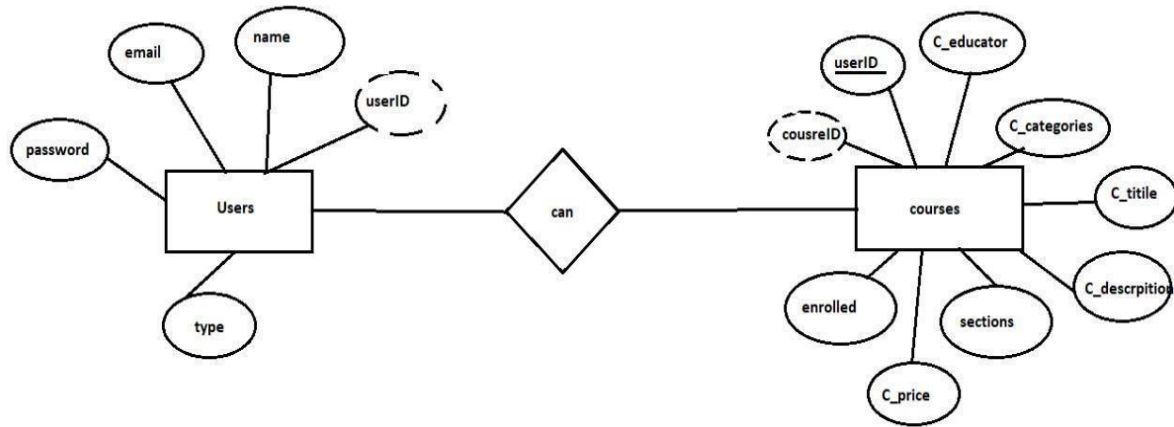 name
email
userID
password
Users
type
can
C_educator
userID
cousreID
C_categories
C_titile
courses
C_descrpition
enrolled
sections
C_price